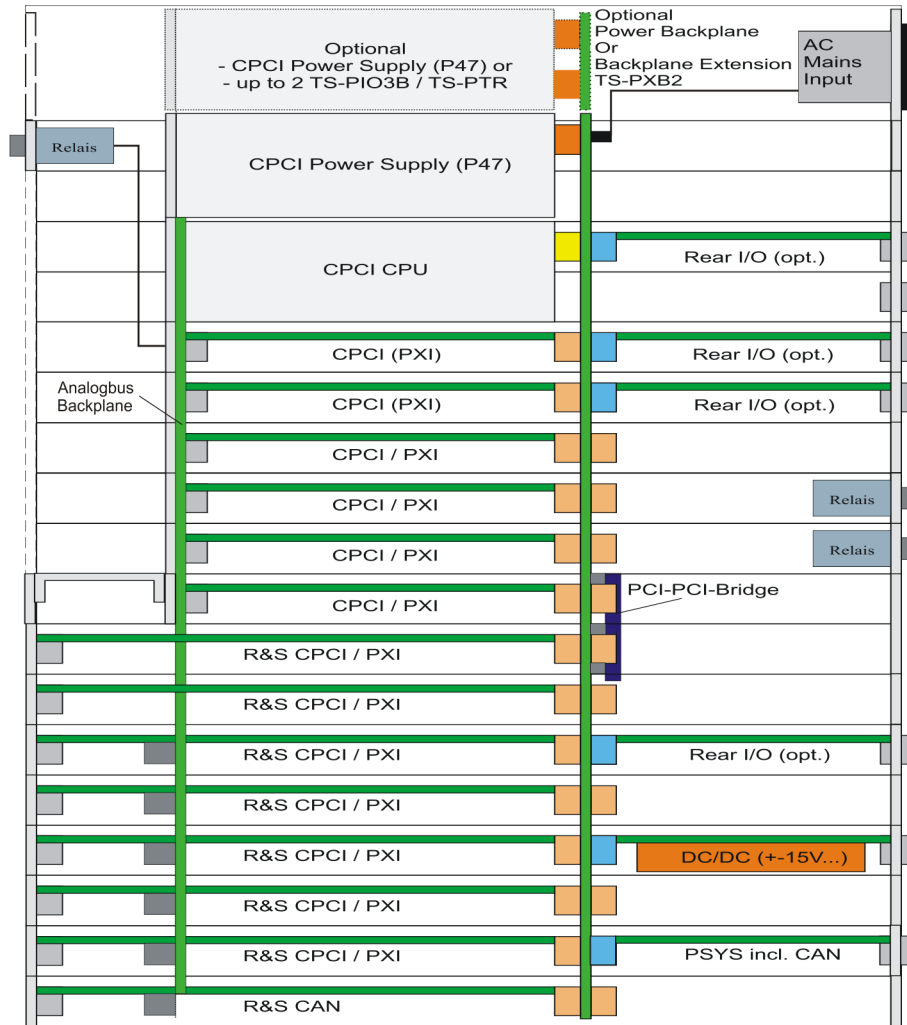 Optional
- CPCI Power Supply (P47) or
- up to 2 TS-PIO3B / TS-PTR
Optional
Power Backplane
Or
Backplane Extension
TS-PXB2
AC
Mains
Input
Relais
CPCI Power Supply (P47)
CPCI CPU
Rear I/O (opt.)
CPCI (PXI)
Rear I/O (opt.)
Analogbus
Backplane
CPCI (PXI)
Rear I/O (opt.)
CPCI / PXI
CPCI / PXI
Relais
CPCI / PXI
Relais
CPCI / PXI
PCI-PCI-Bridge
R&S CPCI / PXI
R&S CPCI / PXI
R&S CPCI / PXI
Rear I/O (opt.)
R&S CPCI / PXI
R&S CPCI / PXI
DC/DC (+-15V...)
R&S CPCI / PXI
R&S CPCI / PXI
PSYS incl. CAN
R&S CAN